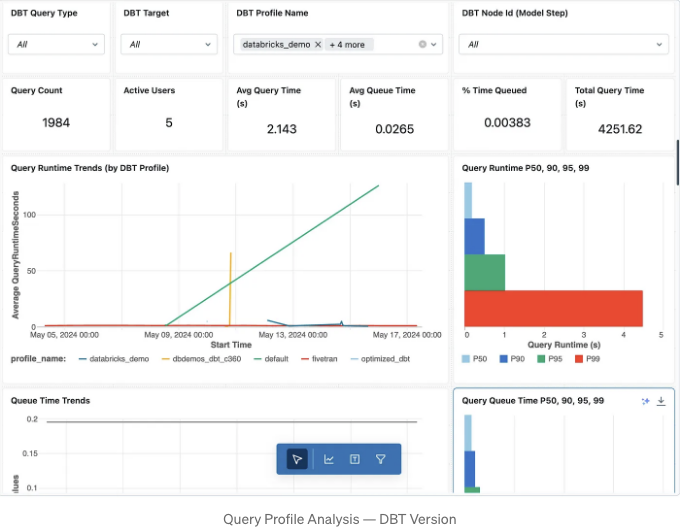 DBT Query Type
DBT Target
DBT Profile Name
DBT Node Id (Model Step)
All
All
databricks_demo
+ 4 more
All
Query Count
Active Users
Avg Query Time
(s)
Avg Queue Time
(s)
% Time Queued
Total Query Time
(s)
1984
5
2.143
0.0265
0.00383
4251.62
Query Runtime Trends (by DBT Profile)
Average QueryRuntimeSeconds
100
50
0
May 05, 2024 00:00
May 09, 2024 00:00
May 13, 2024 00:00
May 17, 2024 00:00
Start Time
profile_name:
databricks_demo
dbdemos_dbt_c360
default
fivetran
optimized_dbt
Query Runtime P50, 90, 95, 99
0
1
2
3
4
5
Query Runtime (s)
P50
P90
P95
P99
Queue Time Trends
0.2
0.15
0.1
Query Queue Time P50, 90, 95, 99
Query Profile Analysis — DBT Version